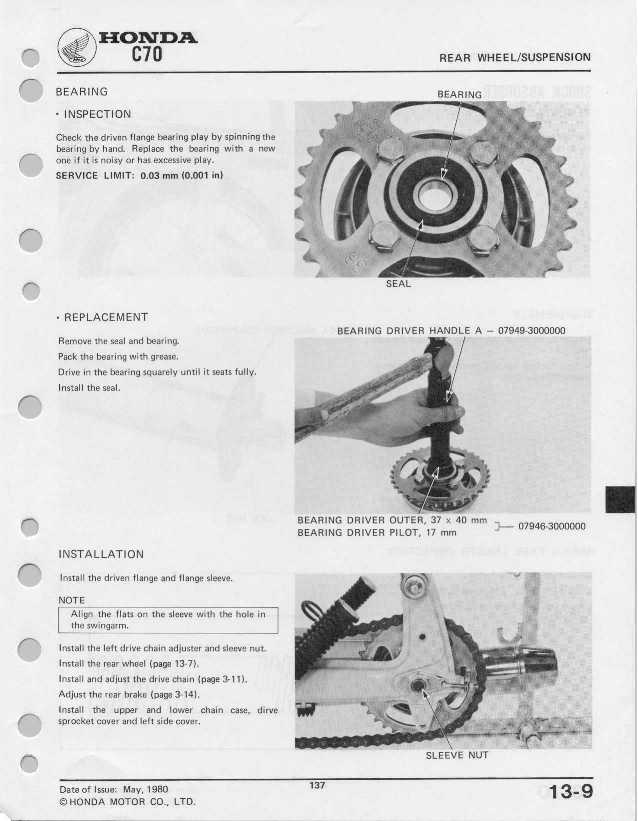 HONDA
C70
REAR WHEEL/SUSPENSION
BEARING
• INSPECTION
Check the driven flange bearing play by spinning the
bearing by hand. Replace the bearing with a new
one if it is noisy or has excessive play.
SERVICE LIMIT: 0.03 mm (0.001 in)
BEARING
SEAL
• REPLACEMENT
Remove the seal and bearing.
Pack the bearing with grease.
Drive in the bearing squarely until it seats fully.
Install the seal.
BEARING DRIVER HANDLE A – 07949-3000000
BEARING DRIVER OUTER, 37 x 40 mm
BEARING DRIVER PILOT, 17 mm
07946-3000000
INSTALLATION
Install the driven flange and flange sleeve.
NOTE
Align the flats on the sleeve with the hole in
the swingarm.
Install the left drive chain adjuster and sleeve nut.
Install the rear wheel (page 13-7).
Install and adjust the drive chain (page 3-11).
Adjust the rear brake (page 3-14).
Install the upper and lower chain case, dirve
sprocket cover and left side cover.
SLEEVE NUT
Date of Issue: May, 1980
© HONDA MOTOR CO., LTD.
137
13-9